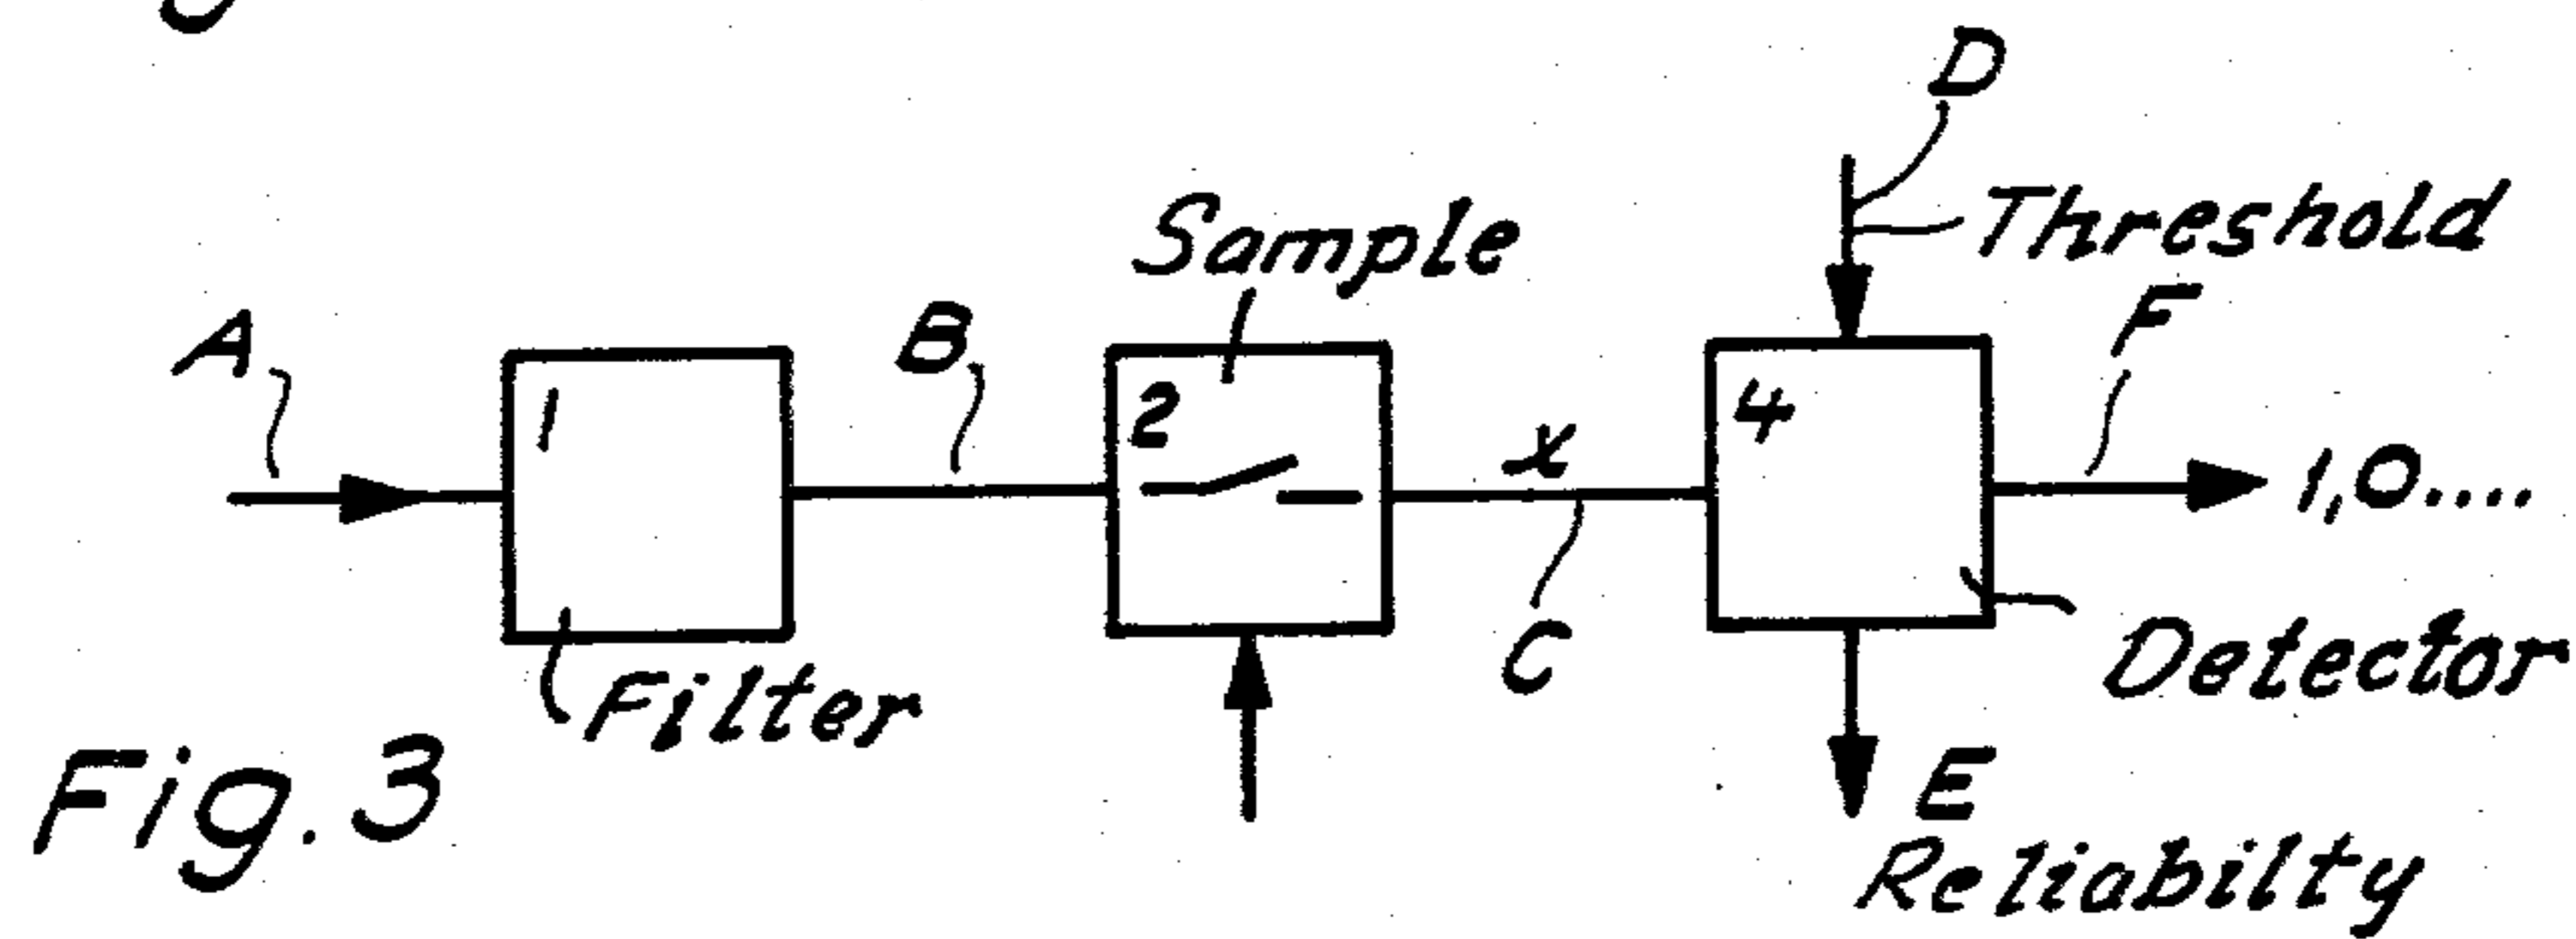 D
Threshold
Sample
F
A
B
1
2
x
4
1,0....
C
Filter
Detector
E
Reliabilty
Fig.3